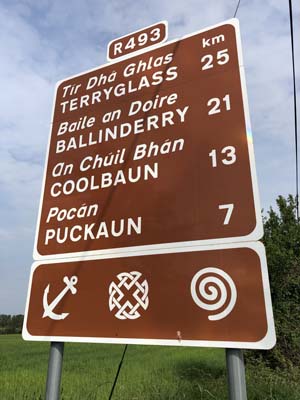 R493
km
Tír Dhá Ghlas
TERRYGLASS 25
Baile an Doire
BALLINDERRY 21
An Chúil Bhán
COOLBAUN 13
Pocán
PUCKAUN 7